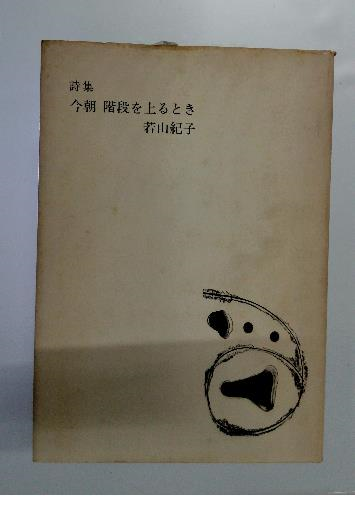 詩集
今朝 階段を上るとき
若山紀子